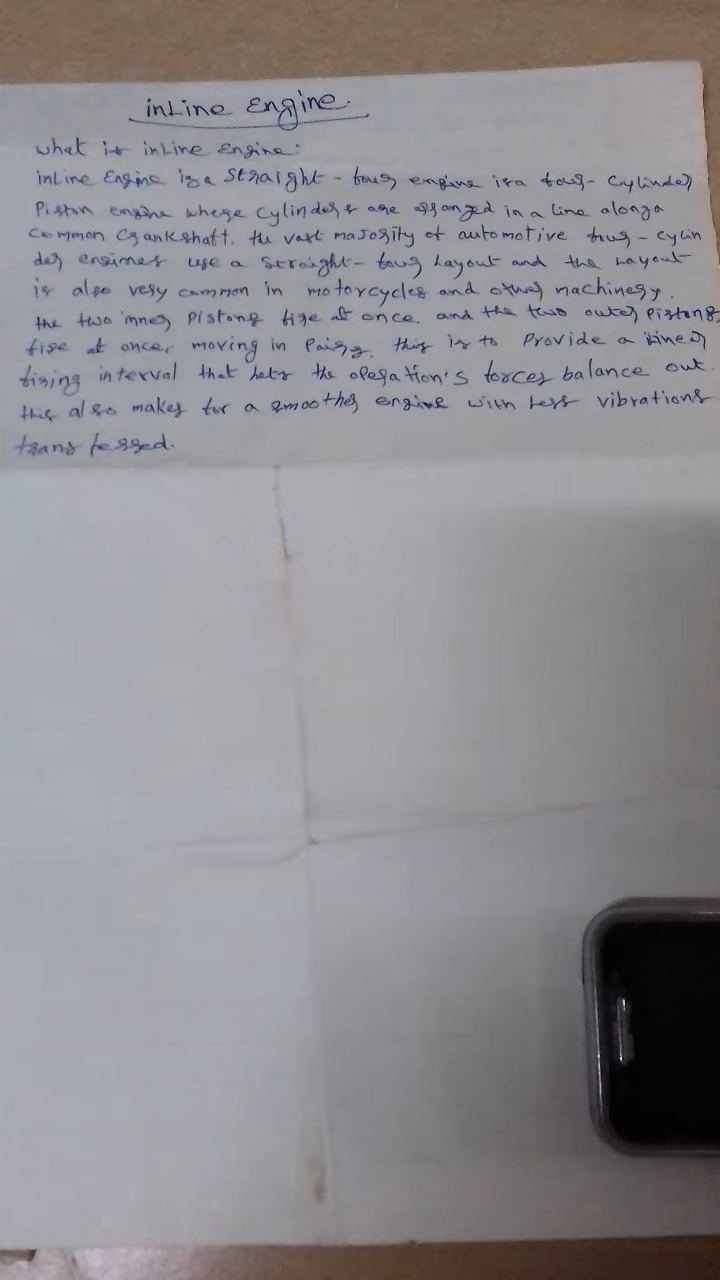 inLine Engine.
what is inLine Engine:
inLine Engine is a straight - four engine is a four - cylinder
Piston engine where cylinders are arranged in a line along a
common crankshaft. the vast majority of automotive four - cylin
der engines use a straight - four Layout and the Layout
is also very common in motorcycles and other machinery.
the two inner pistons fire at once. and the two outer pistons
fire at once, moving in pairs. this is to provide a liner
firing interval that lets the operation's forces balance out.
this also makes for a smoother engine with Less vibrations
transferred.